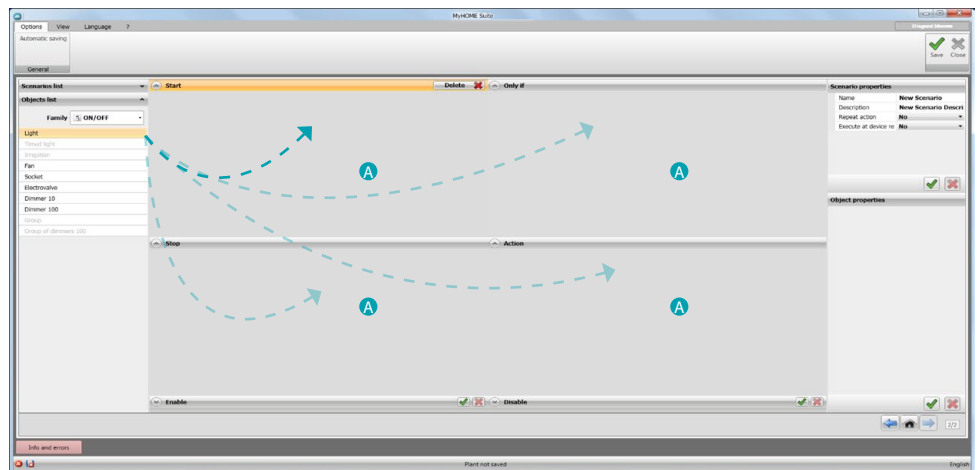 MyHOME Suite
Options View Language ?
Automatic saving
Save Close
General
Scenarios list
Start
Delete
Only if
Scenario properties
Objects list
Name New Scenario
Description New Scenario Descri
Repeat action No
Execute at device re No
Family ON/OFF
Light
Timed light
Irrigation
Fan
Socket
Electrovalve
Dimmer 10
Dimmer 100
Group
Group of dimmers 100
A
A
Object properties
Stop
Action
A
A
Enable
Disable
2/2
Info and errors
Plant not saved
English